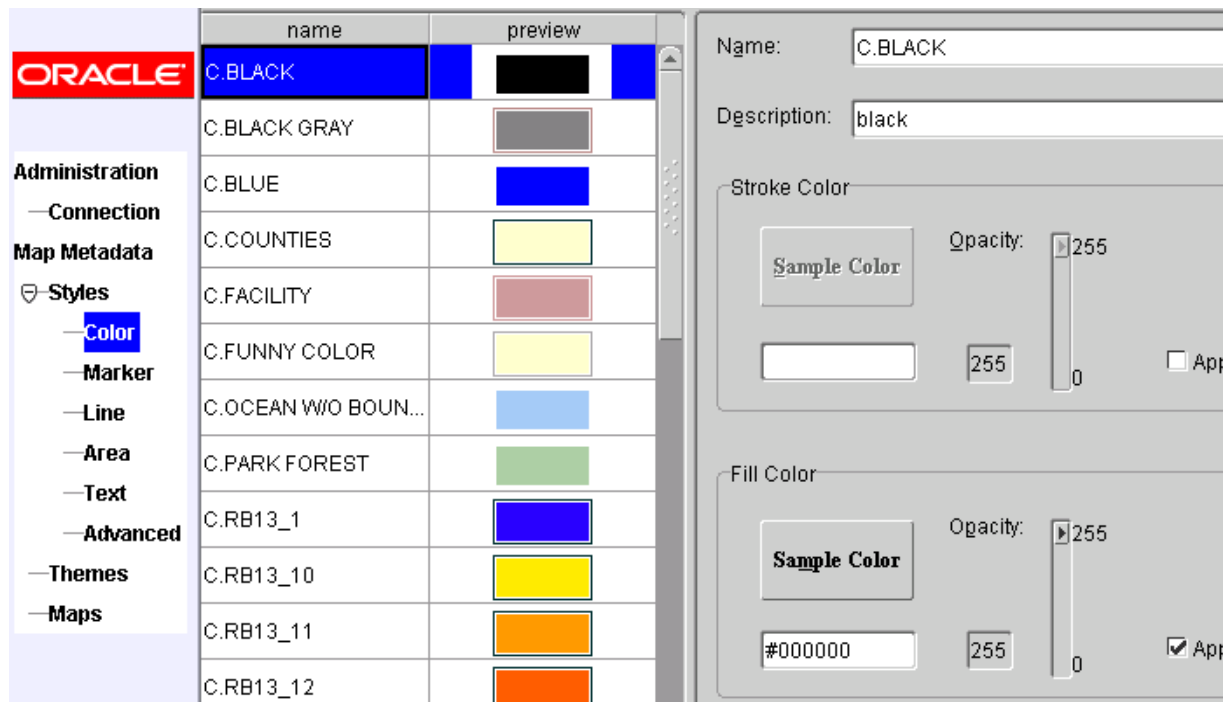 ORACLE
Administration
Connection
Map Metadata
Styles
Color
Marker
Line
Area
Text
Advanced
Themes
Maps
name preview
C.BLACK
C.BLACK GRAY
C.BLUE
C.COUNTIES
C.FACILITY
C.FUNNY COLOR
C.OCEAN W/O BOUN...
C.PARK FOREST
C.RB13_1
C.RB13_10
C.RB13_11
C.RB13_12
Name: C.BLACK
Description: black
Stroke Color
Sample Color
Opacity: 255
255 0 App
Fill Color
Sample Color
Opacity: 255
#000000 255 0 App